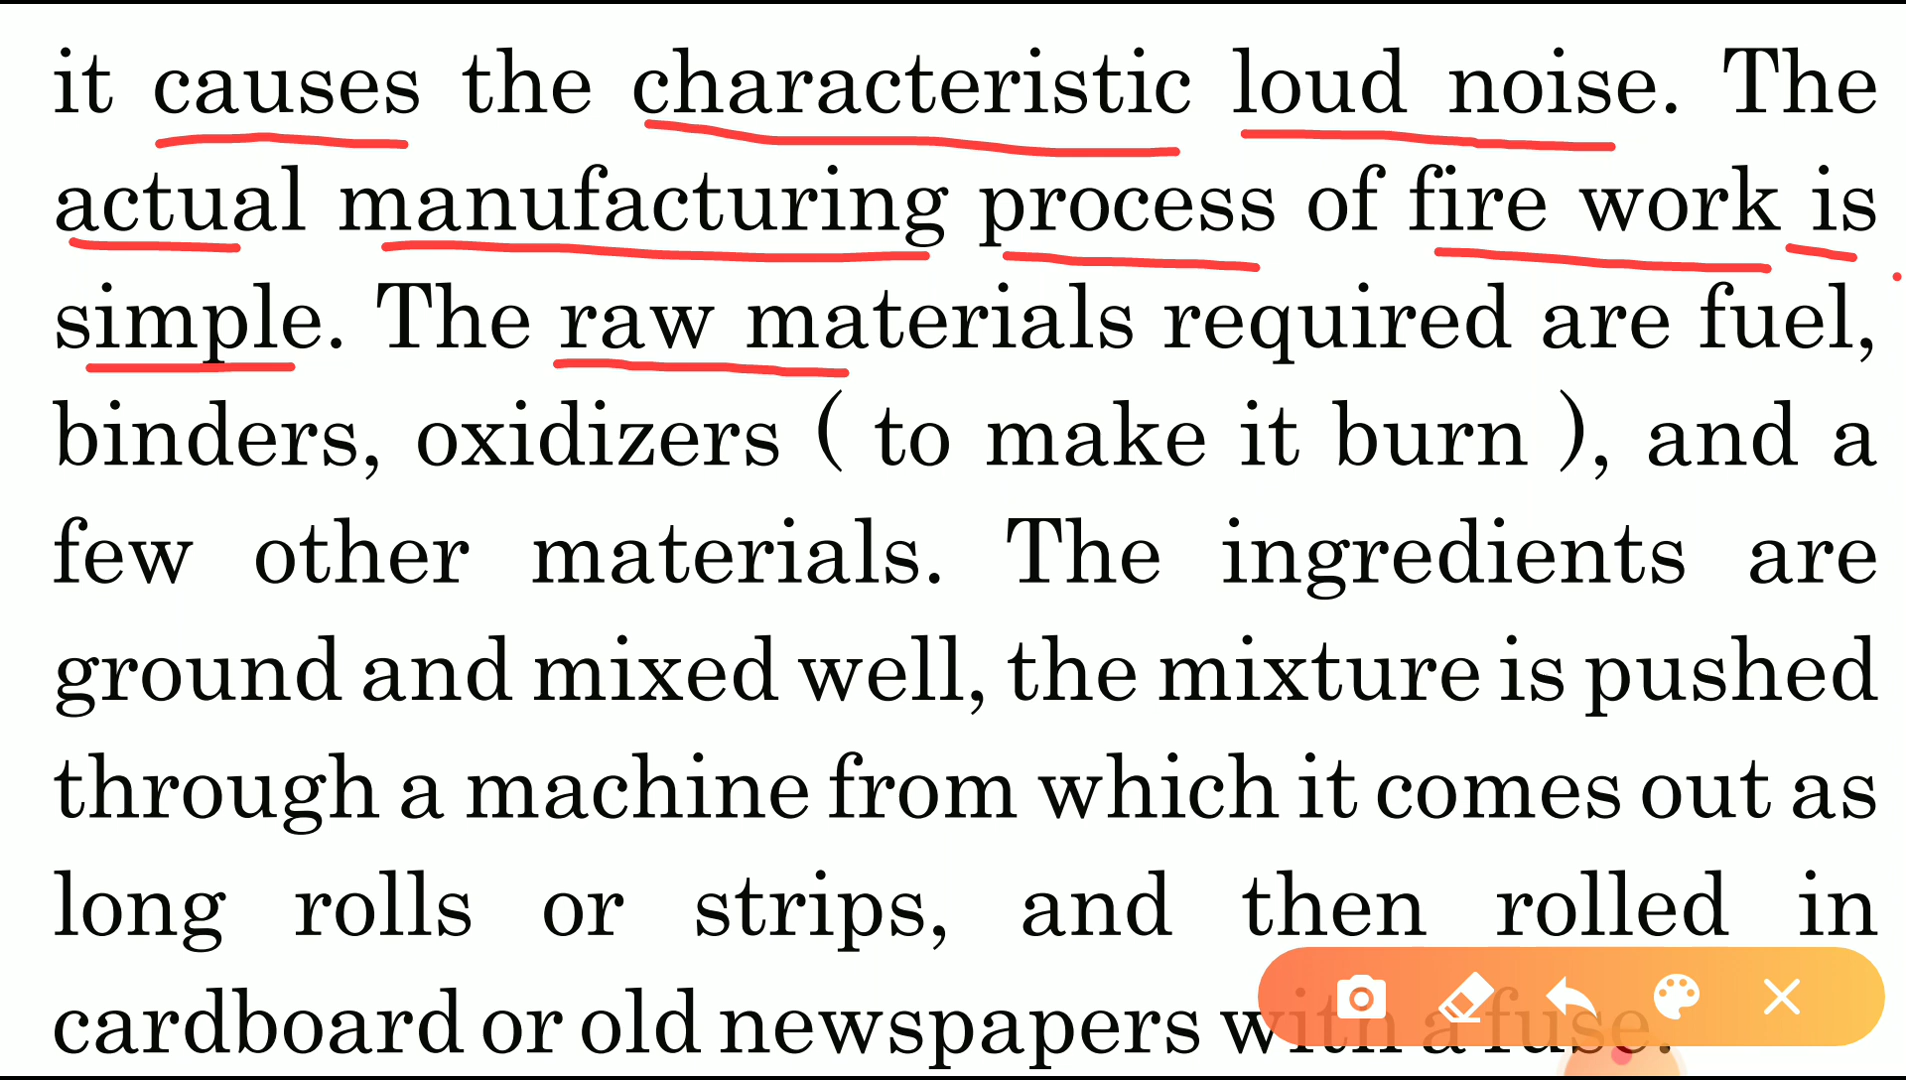 it causes the characteristic loud noise. The
actual manufacturing process of fire work is
simple. The raw materials required are fuel,
binders, oxidizers ( to make it burn ), and a
few other materials. The ingredients are
ground and mixed well, the mixture is pushed
through a machine from which it comes out as
long rolls or strips, and then rolled in
cardboard or old newspapers with a fuse.